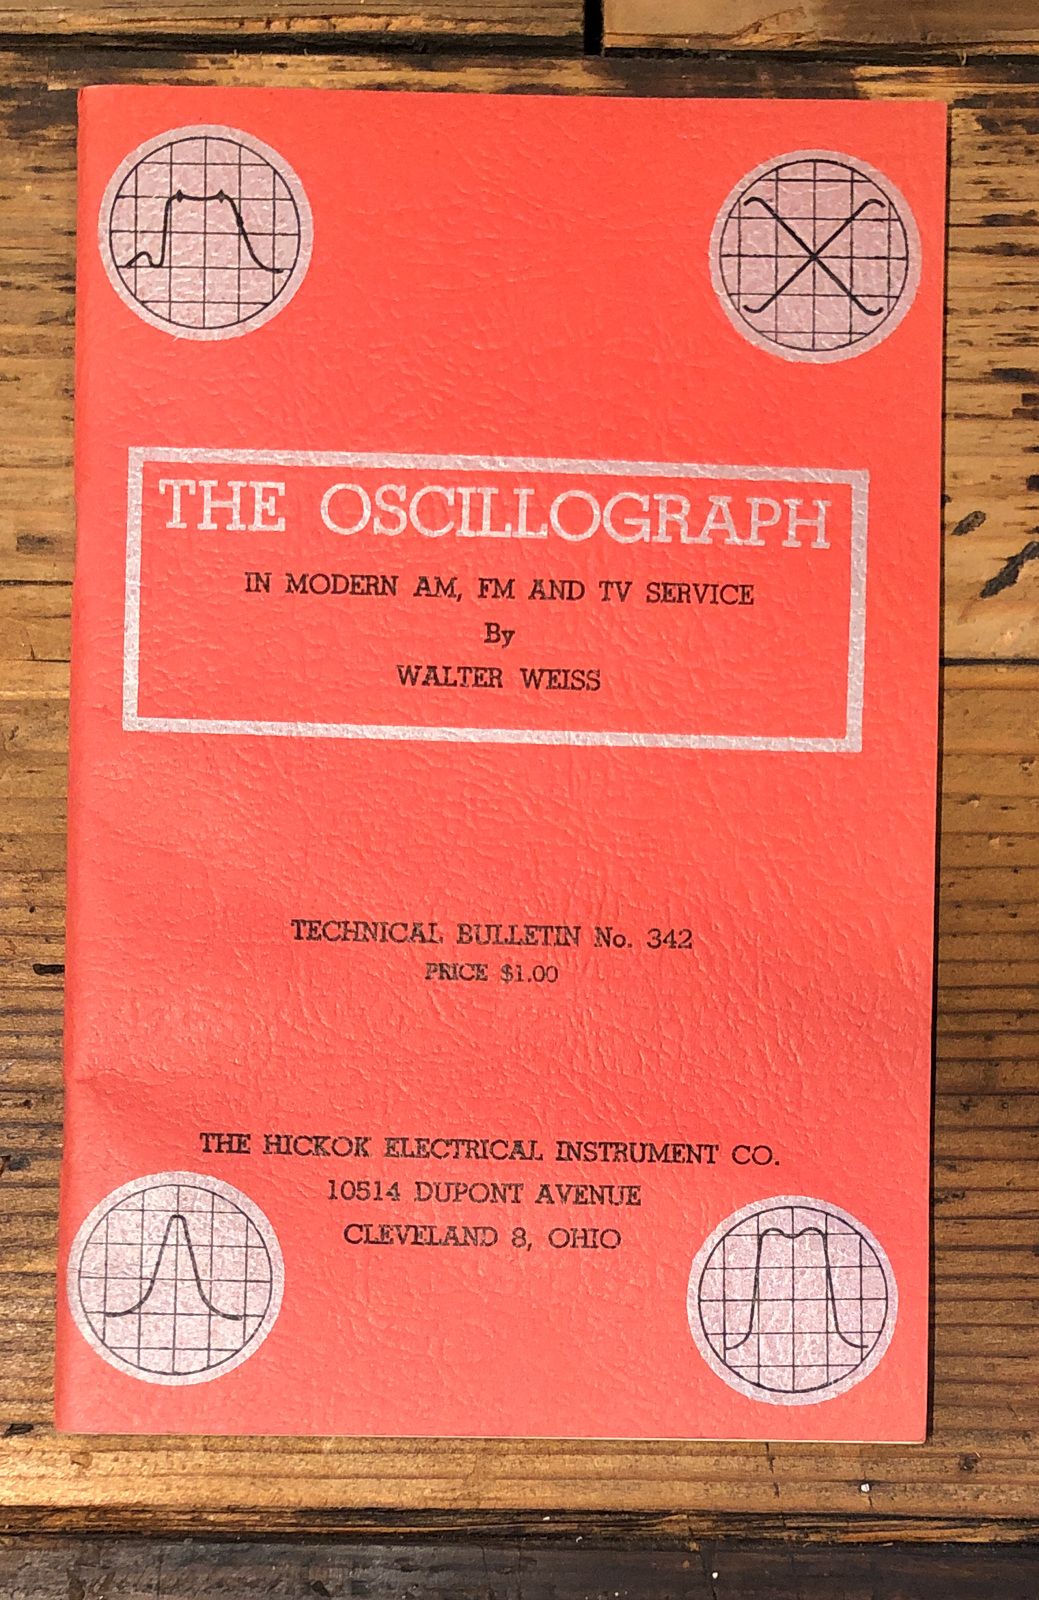 THE OSCILLOGRAPH
IN MODERN AM, FM AND TV SERVICE
By
WALTER WEISS
TECHNICAL BULLETIN No. 342
PRICE $1.00
THE HICKOK ELECTRICAL INSTRUMENT CO.
10514 DUPONT AVENUE
CLEVELAND 8, OHIO